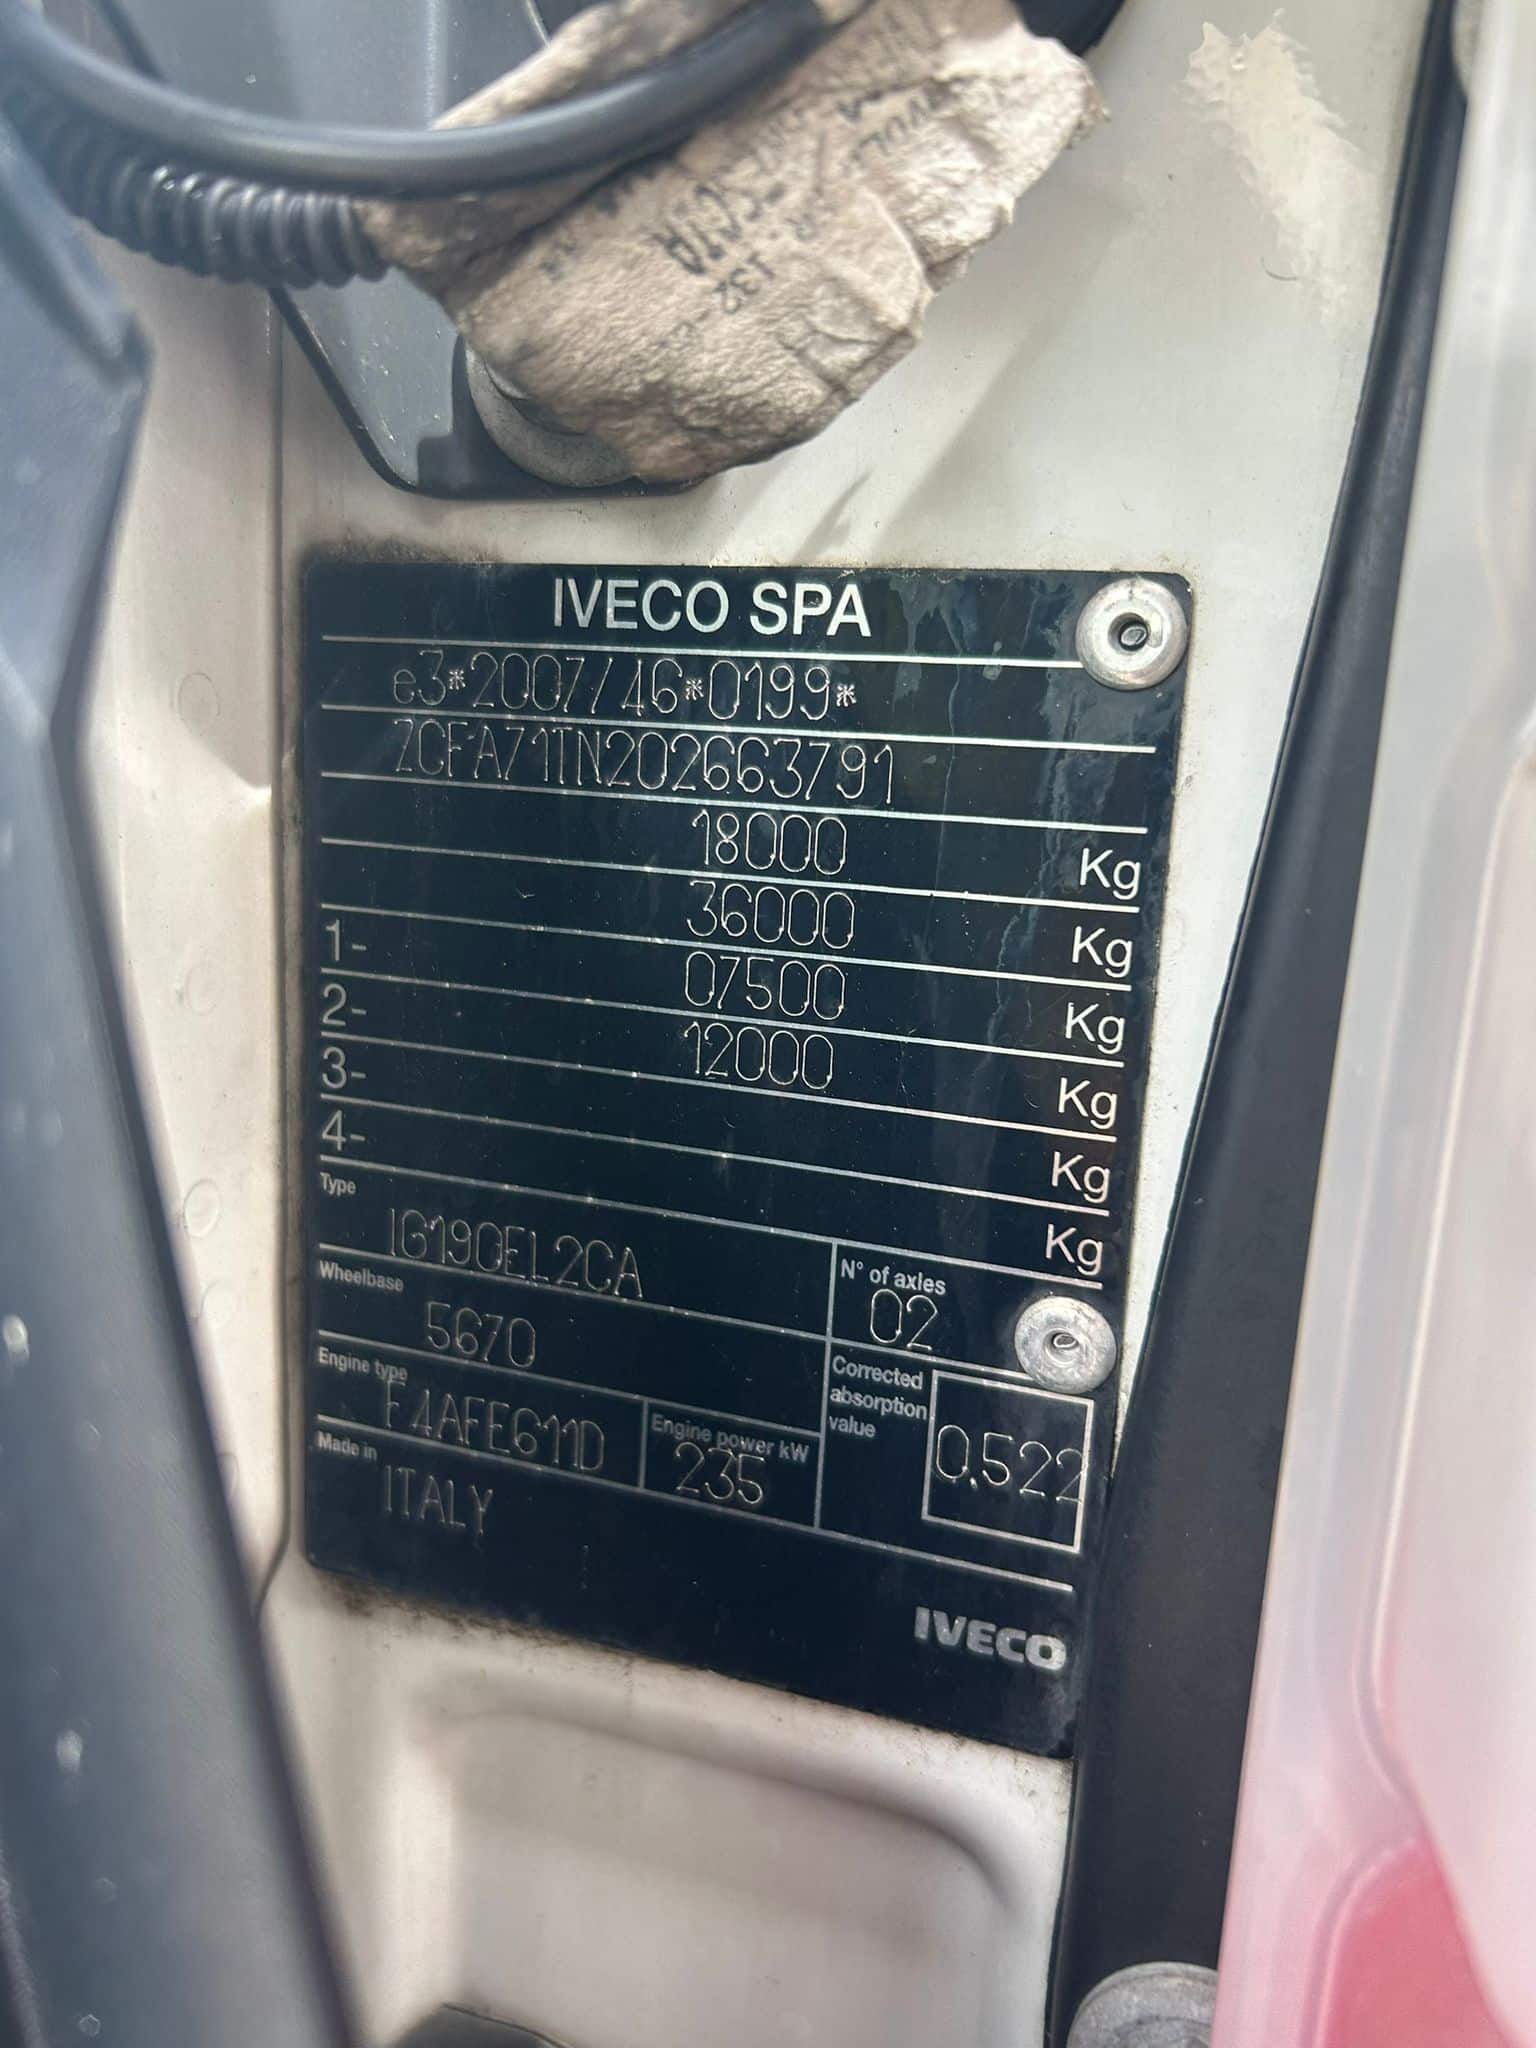 IVECO SPA
e3*2007/46*0199*
ZCFA71TN202663791
18000 Kg
36000 Kg
1- 07500 Kg
2- 12000 Kg
3- Kg
4- Kg
Type IG190EL2CA
N° of axles 02
Wheelbase 5670
Engine type F4AFE611D
Engine power kW 235
Corrected absorption value 0.522
Made in ITALY
IVECO